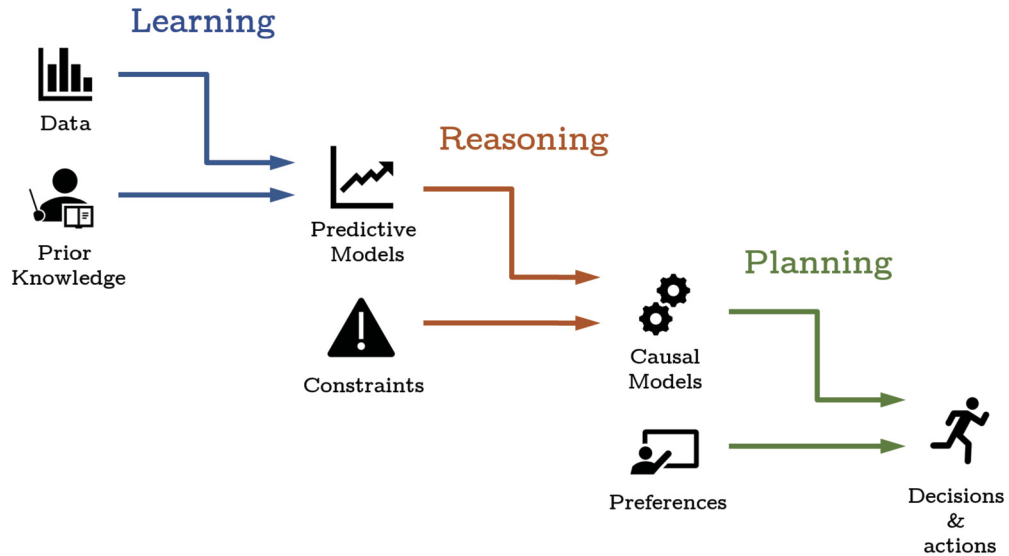 Learning
Data
Prior
Knowledge
Reasoning
Predictive
Models
Constraints
Planning
Causal
Models
Preferences
Decisions
&
actions